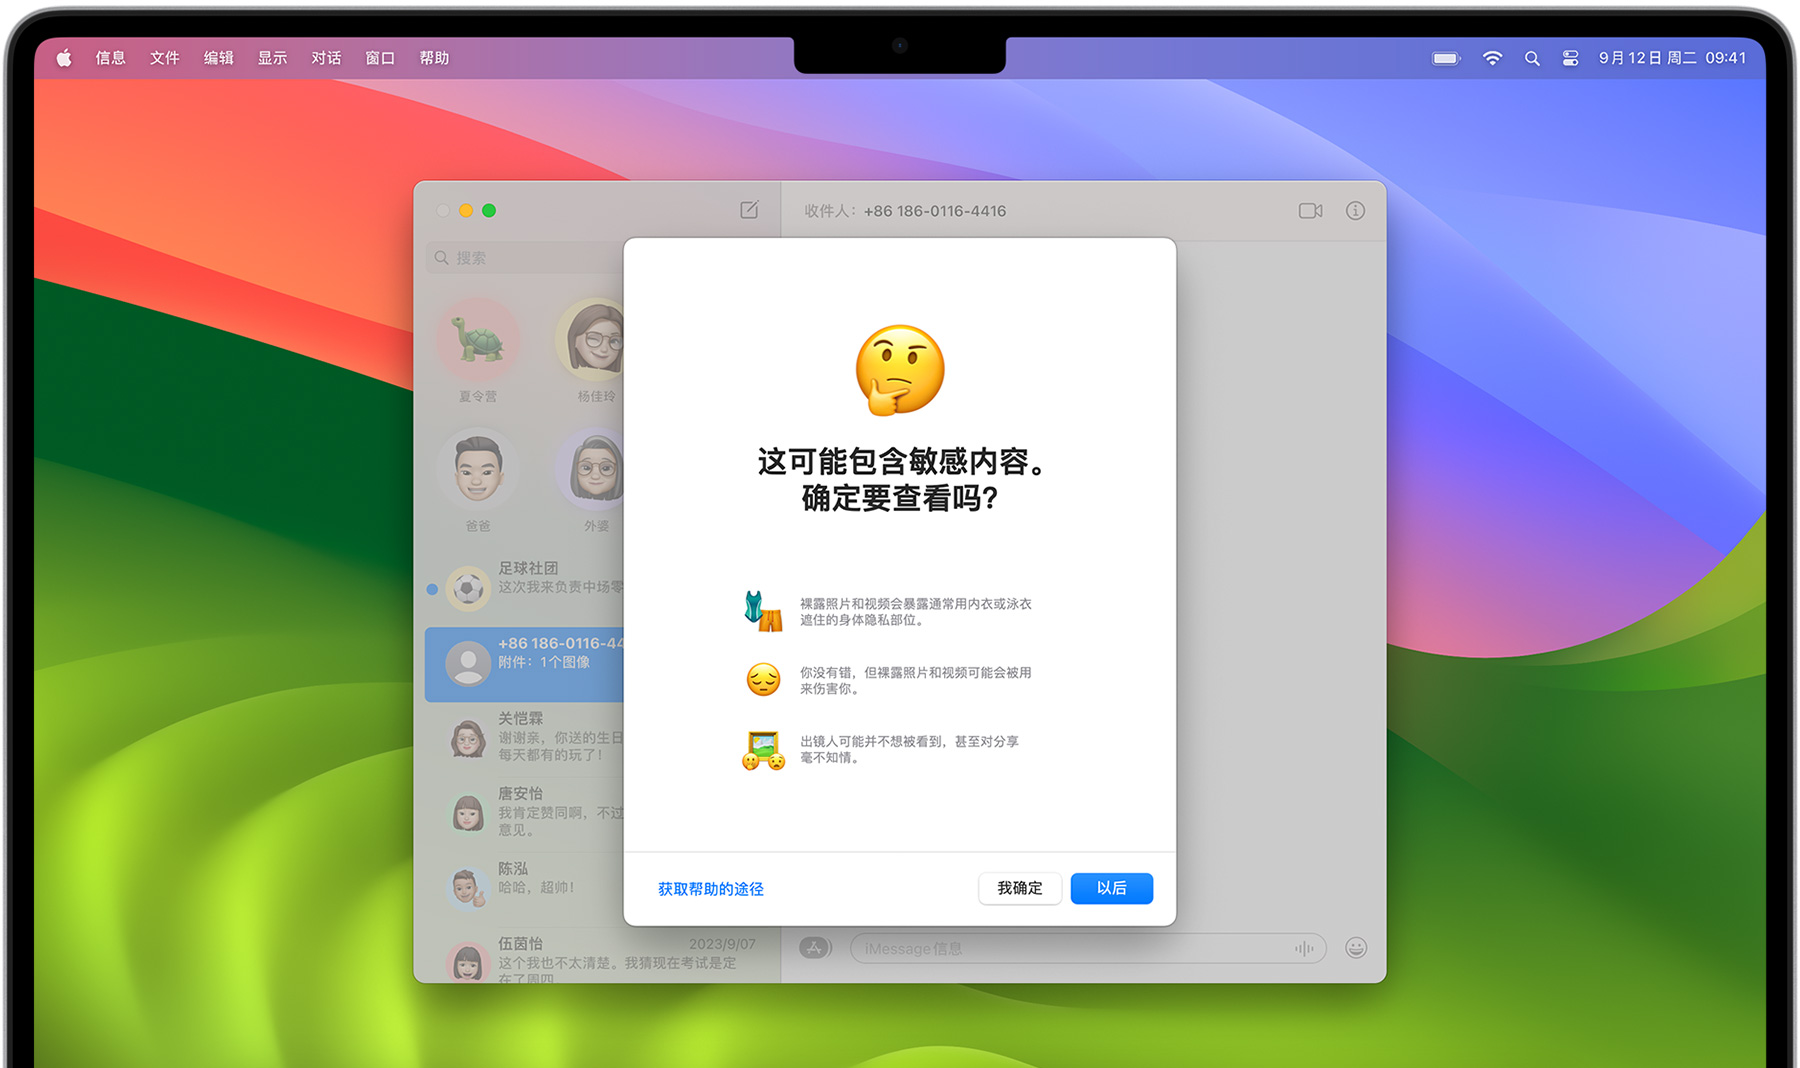 信息 文件 编辑 显示 对话 窗口 帮助
9月12日 周二 09:41
收件人：+86 186-0116-4416
搜索
夏令营 杨佳玲
爸爸 外婆
足球社团
这次我来负责中场零
+86 186-0116-44
附件：1个图像
关恺霖
谢谢亲，你送的生日
每天都有的玩了！
唐安怡
我肯定赞同啊，不过
意见。
陈泓
哈哈，超帅！
伍茵怡 2023/9/07
这个我也不太清楚。我猜现在考试是定
在了周四
这可能包含敏感内容。
确定要查看吗？
裸露照片和视频会暴露通常用内衣或泳衣
遮住的身体隐私部位。
你没有错，但裸露照片和视频可能会被用
来伤害你。
出镜人可能并不想被看到，甚至对分享
毫不知情。
获取帮助的途径 我确定 以后
iMessage信息